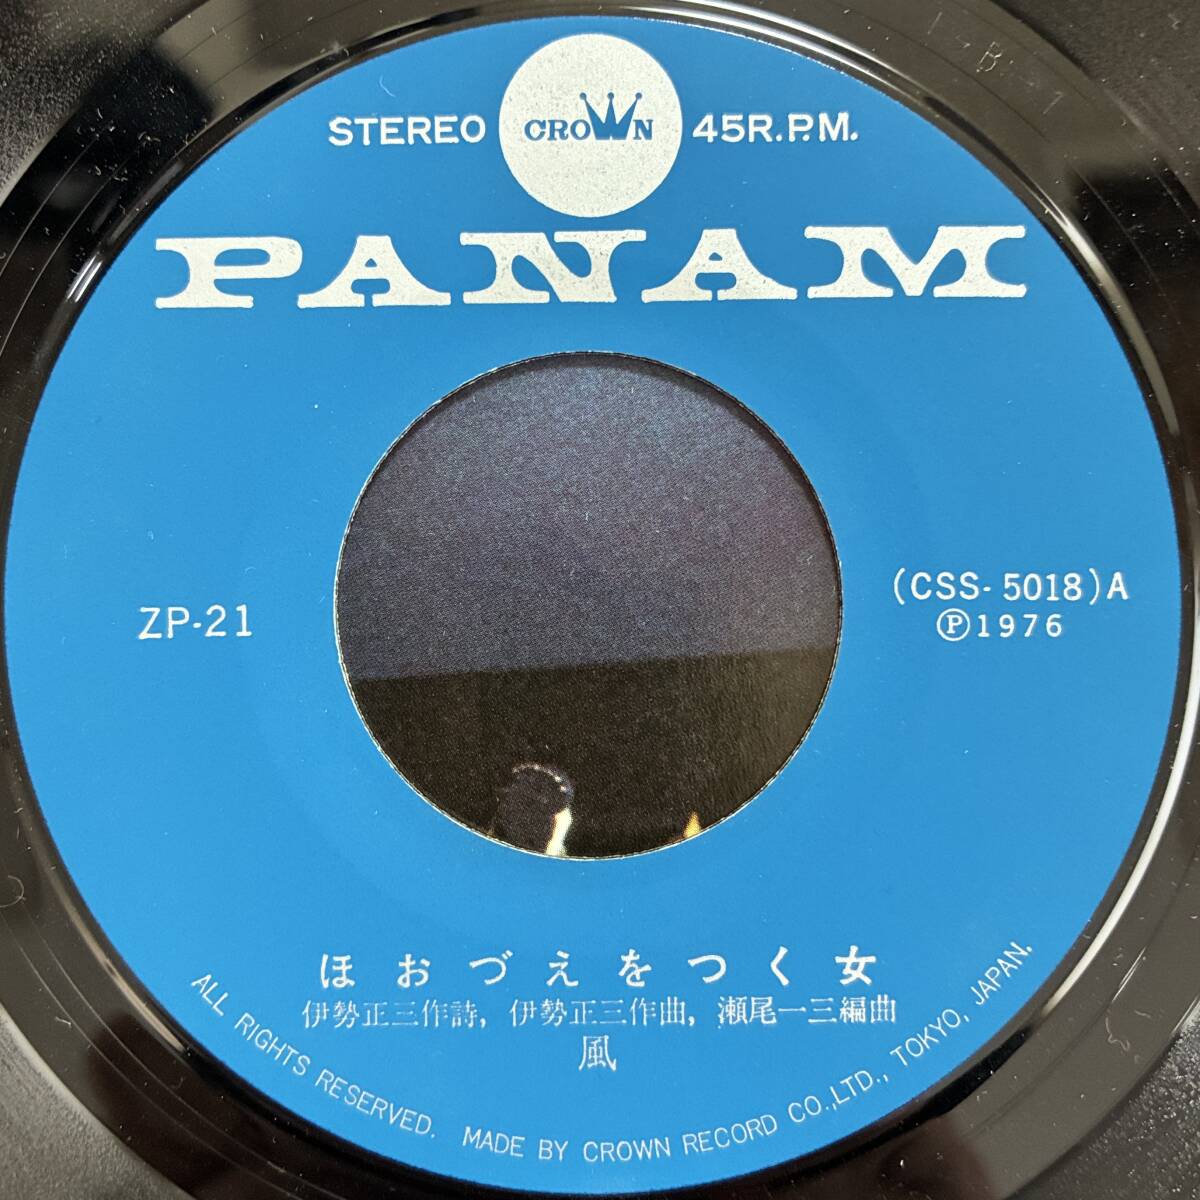 STEREO CROWN 45R.P.M.
PANAM
ZP-21
(CSS-5018)A
Ⓟ1976
ほおづえをつく女
伊勢正三作詩, 伊勢正三作曲, 瀬尾一三編曲
風
ALL RIGHTS RESERVED. MADE BY CROWN RECORD CO.,LTD., TOKYO, JAPAN.